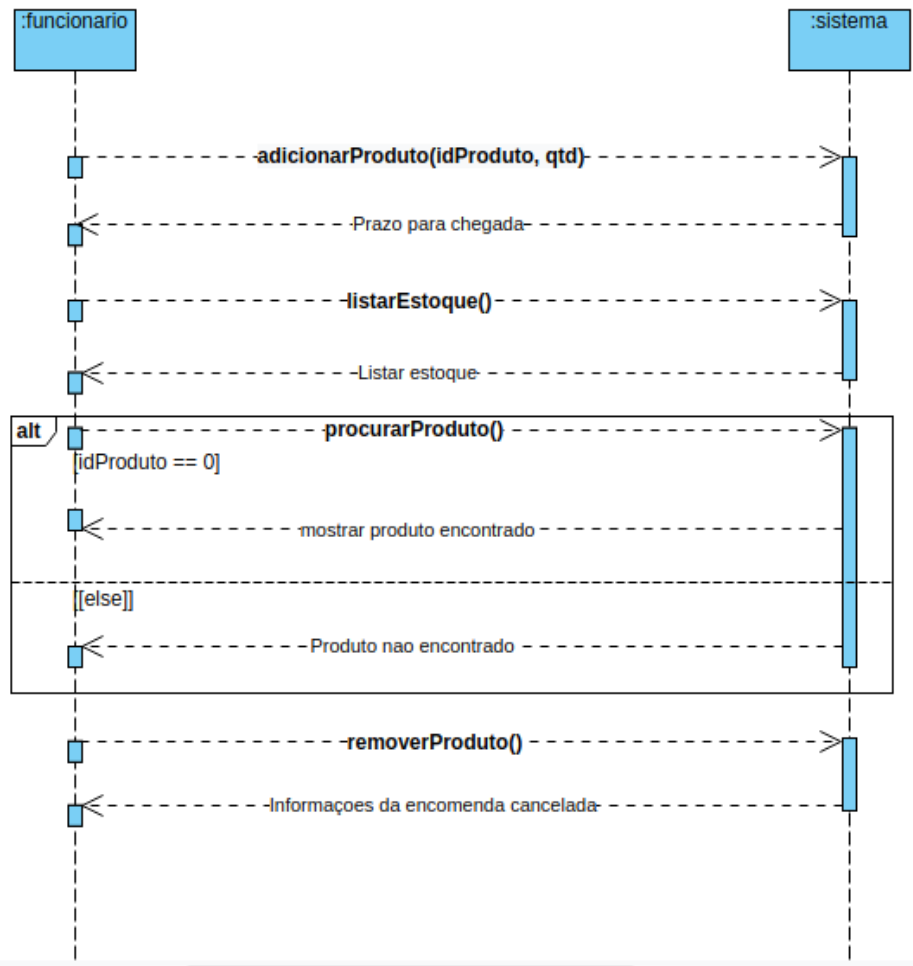 :funcionario
:sistema
adicionarProduto(idProduto, qtd)
Prazo para chegada
listarEstoque()
Listar estoque
alt
procurarProduto()
[idProduto == 0]
mostrar produto encontrado
[[else]]
Produto nao encontrado
removerProduto()
Informaçoes da encomenda cancelada